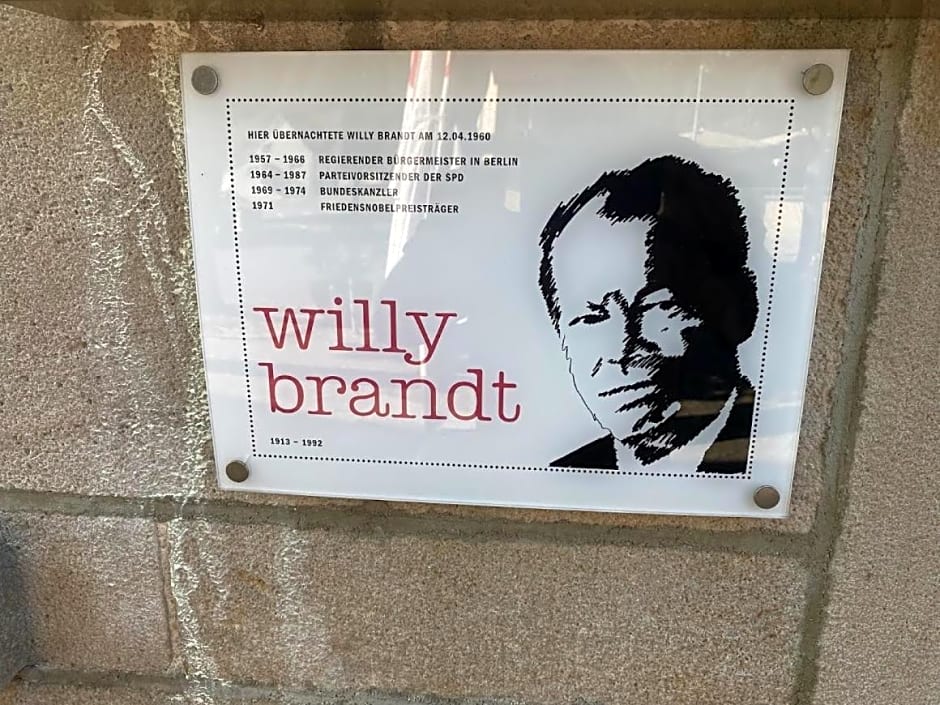 HIER ÜBERNACHTETE WILLY BRANDT AM 12.04.1960
1957 – 1966 REGIERENDER BÜRGERMEISTER IN BERLIN
1964 – 1987 PARTEIVORSITZENDER DER SPD
1969 – 1974 BUNDESKANZLER
1971 FRIEDENSNOBELPREISTRÄGER
willy
brandt
1913 – 1992